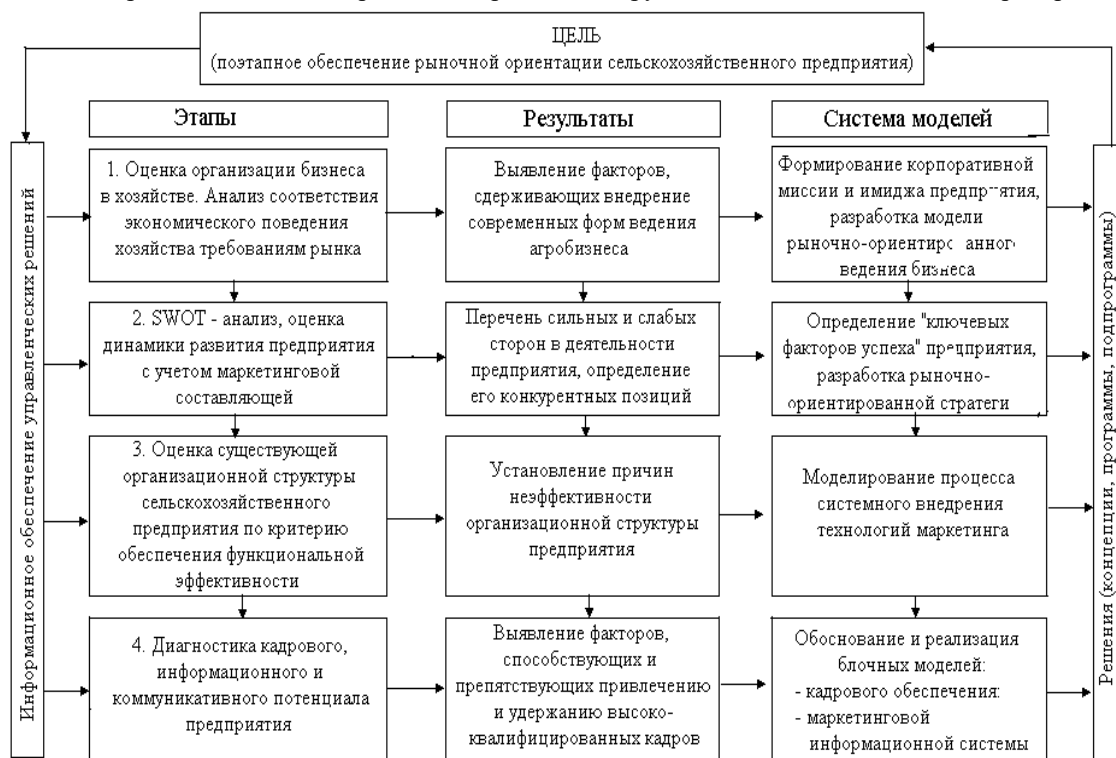 ЦЕЛЬ
(поэтапное обеспечение рыночной ориентации сельскохозяйственного предприятия)
Этапы
Результаты
Система моделей
Информационное обеспечение управленческих решений
1. Оценка организации бизнеса
в хозяйстве. Анализ соответствия
экономического поведения
хозяйства требованиям рынка
Выявление факторов,
сдерживающих внедрение
современных форм ведения
агробизнеса
Формирование корпоративной
миссии и имиджа предприятия,
разработка модели
рыночно-ориентированного
ведения бизнеса
2. SWOT - анализ, оценка
динамики развития предприятия
с учетом маркетинговой
составляющей
Перечень сильных и слабых
сторон в деятельности
предприятия, определение
его конкурентных позиций
Определение "ключевых
факторов успеха" предприятия,
разработка рыночно-
ориентированной стратеги
3. Оценка существующей
организационной структуры
сельскохозяйственного
предприятия по критерию
обеспечения функциональной
эффективности
Установление причин
неэффективности
организационной структуры
предприятия
Моделирование процесса
системного внедрения
технологий маркетинга
4. Диагностика кадрового,
информационного и
коммуникативного потенциала
предприятия
Выявление факторов,
способствующих и
препятствующих привлечению
и удержанию высоко-
квалифицированных кадров
Обоснование и реализация
блочных моделей:
- кадрового обеспечения:
- маркетинговой
информационной системы
Решения (концепции, программы, подпрограммы)